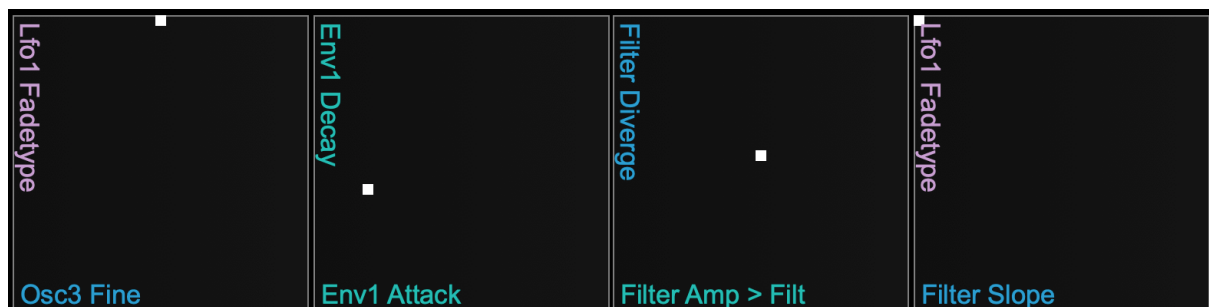 Lfo1 Fadetype
Osc3 Fine
Env1 Decay
Env1 Attack
Filter Diverge
Filter Amp > Filt
Lfo1 Fadetype
Filter Slope